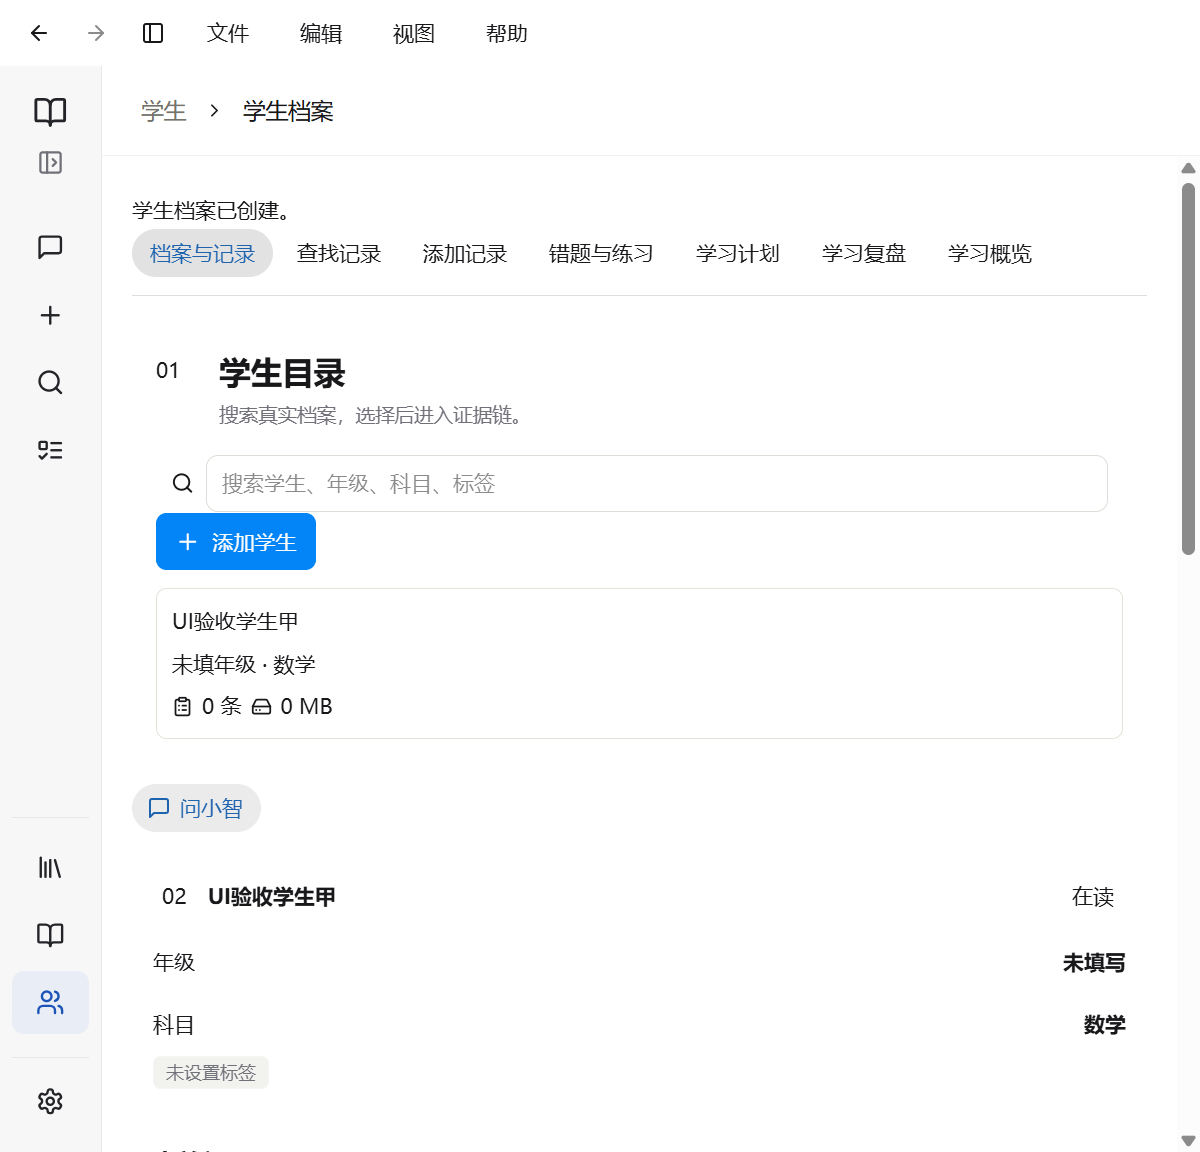 文件 编辑 视图 帮助
学生 > 学生档案
学生档案已创建。
档案与记录 查找记录 添加记录 错题与练习 学习计划 学习复盘 学习概览
01 学生目录
搜索真实档案，选择后进入证据链。
搜索学生、年级、科目、标签
添加学生
UI验收学生甲
未填年级 · 数学
0 条 0 MB
问小智
02 UI验收学生甲 在读
年级 未填写
科目 数学
未设置标签